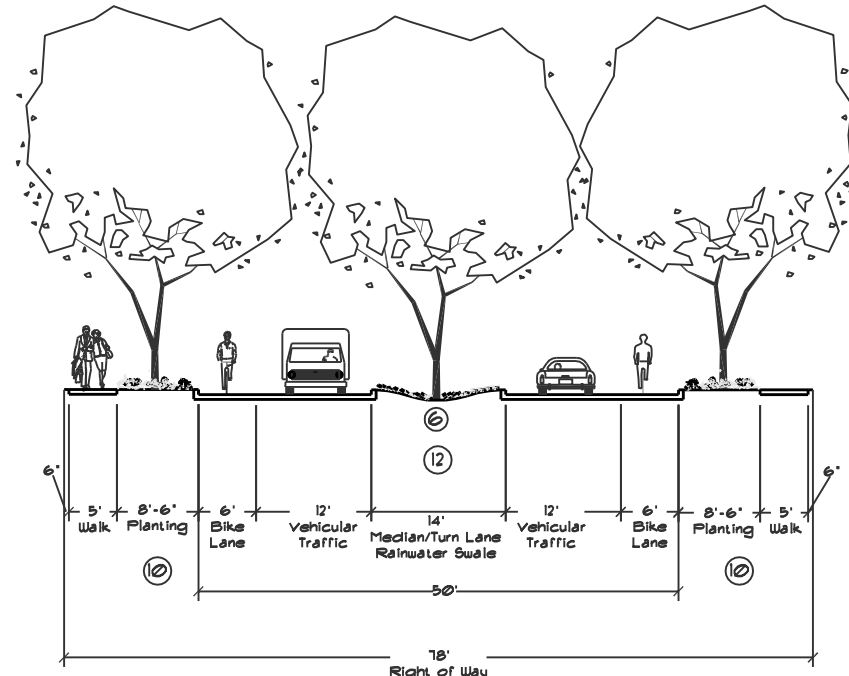 6
12
6"
6"
5'
8'-6"
6'
12'
14'
12'
6'
8'-6"
5'
Walk
Planting
Bike
Lane
Vehicular
Traffic
Median/Turn Lane
Rainwater Swale
Vehicular
Traffic
Bike
Lane
Planting
Walk
10
10
50'
78'
Right of Way